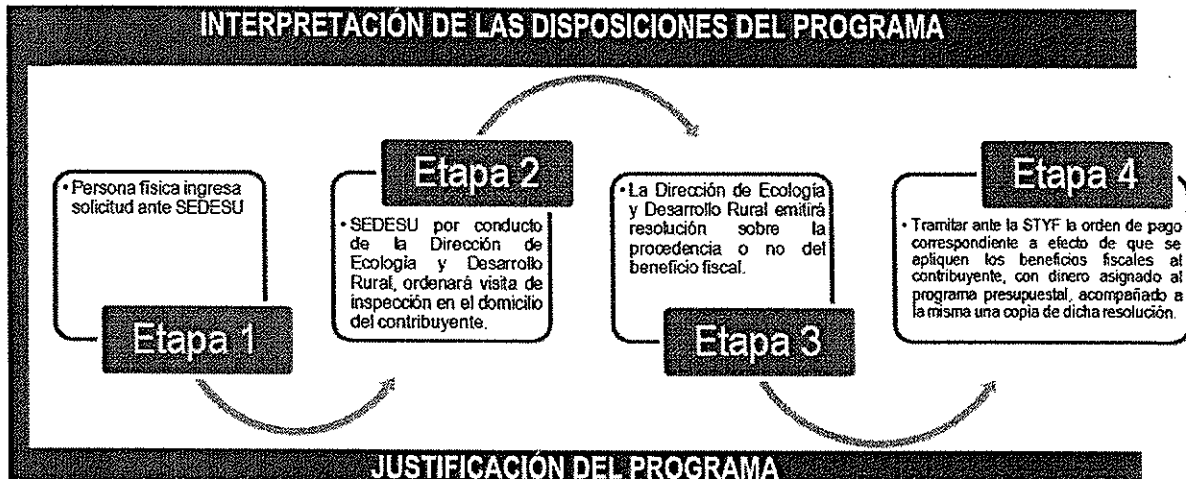 INTERPRETACIÓN DE LAS DISPOSICIONES DEL PROGRAMA
• Persona física ingresa
solicitud ante SEDESU
Etapa 1
Etapa 2
• SEDESU por conducto
de la Dirección de
Ecología y Desarrollo
Rural, ordenará visita de
inspección en el domicilio
del contribuyente.
• La Dirección de Ecología
y Desarrollo Rural emitirá
resolución sobre la
procedencia o no del
beneficio fiscal.
Etapa 3
Etapa 4
• Tramitar ante la STYF la orden de pago
correspondiente a efecto de que se
apliquen los beneficios fiscales al
contribuyente, con dinero asignado al
programa presupuestal, acompañado a
la misma una copia de dicha resolución.
JUSTIFICACIÓN DEL PROGRAMA